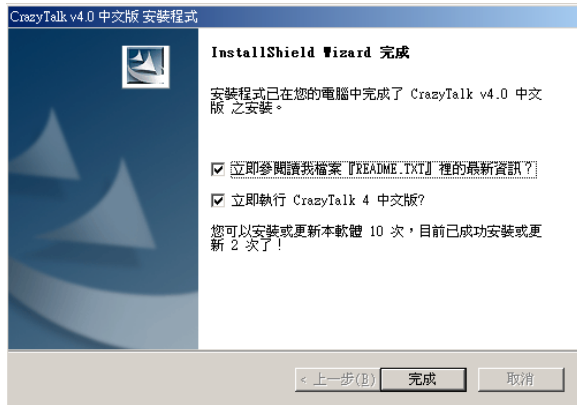 CrazyTalk v4.0 中文版 安裝程式
InstallShield Wizard 完成
安裝程式已在您的電腦中完成了 CrazyTalk v4.0 中文
版 之安裝。
立即參閱讀我檔案『README.TXT』裡的最新資訊？
立即執行 CrazyTalk 4 中文版?
您可以安裝或更新本軟體 10 次，目前已成功安裝或更
新 2 次了！
< 上一步(B) 完成 取消